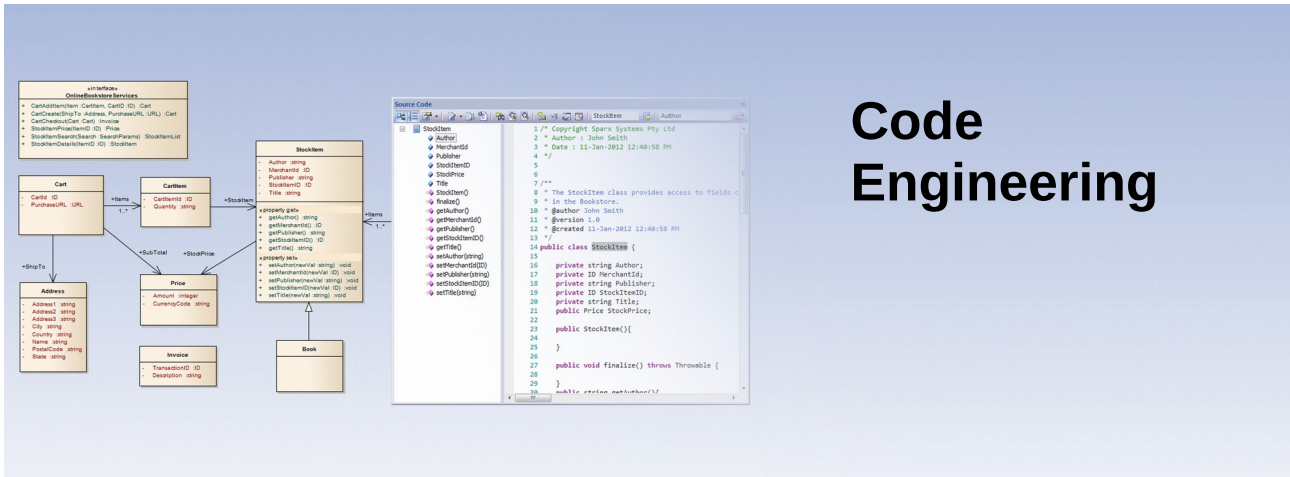 «interface»
OnlineBookstoreServices
+ CartAddItem(Item :CartItem, CartID :ID) :Cart
+ CartCreate(ShipTo :Address, PurchaseURL :URL) :Cart
+ CartCheckout(Cart :Cart) :Invoice
+ StockItemPrice(ItemID :ID) :Price
+ StockItemSearch(Search :SearchParams) :StockItemList
+ StockItemDetails(ItemID :ID) :StockItem
Cart
- CartId :ID
- PurchaseURL :URL
+Items
1..*
CartItem
- CartItemId :ID
- Quantity :string
+StockItem
+SubTotal
+StockPrice
+ShipTo
Address
- Address1 :string
- Address2 :string
- Address3 :string
- City :string
- Country :string
- Name :string
- PostalCode :string
- State :string
Price
- Amount :integer
- CurrencyCode :string
Invoice
- TransactionID :ID
- Description :string
StockItem
- Author :string
- MerchantId :ID
- Publisher :string
- StockItemID :ID
- Title :string
«property get»
+ getAuthor() :string
+ getMerchantId() :ID
+ getPublisher() :string
+ getStockItemID() :ID
+ getTitle() :string
«property set»
+ setAuthor(newVal :string) :void
+ setMerchantId(newVal :ID) :void
+ setPublisher(newVal :string) :void
+ setStockItemID(newVal :ID) :void
+ setTitle(newVal :string) :void
Book
+Items
1..*
Source Code
StockItem
Author
StockItem
Author
MerchantId
Publisher
StockItemID
StockPrice
Title
StockItem()
finalize()
getAuthor()
getMerchantId()
getPublisher()
getStockItemID()
getTitle()
setAuthor(string)
setMerchantId(ID)
setPublisher(string)
setStockItemID(ID)
setTitle(string)
1 /* Copyright Sparx Systems Pty Ltd
2 * Author : John Smith
3 * Date : 11-Jan-2012 12:40:58 PM
4 */
5
6
7 /**
8 * The StockItem class provides access to fields
9 * in the Bookstore.
10 * @author John Smith
11 * @version 1.0
12 * @created 11-Jan-2012 12:40:58 PM
13 */
14 public class StockItem {
15
16 private string Author;
17 private ID MerchantId;
18 private string Publisher;
19 private ID StockItemID;
20 private string Title;
21 public Price StockPrice;
22
23 public StockItem(){
24
25 }
26
27 public void finalize() throws Throwable {
28
29 }
30 public string getAuthor(){
Code
Engineering